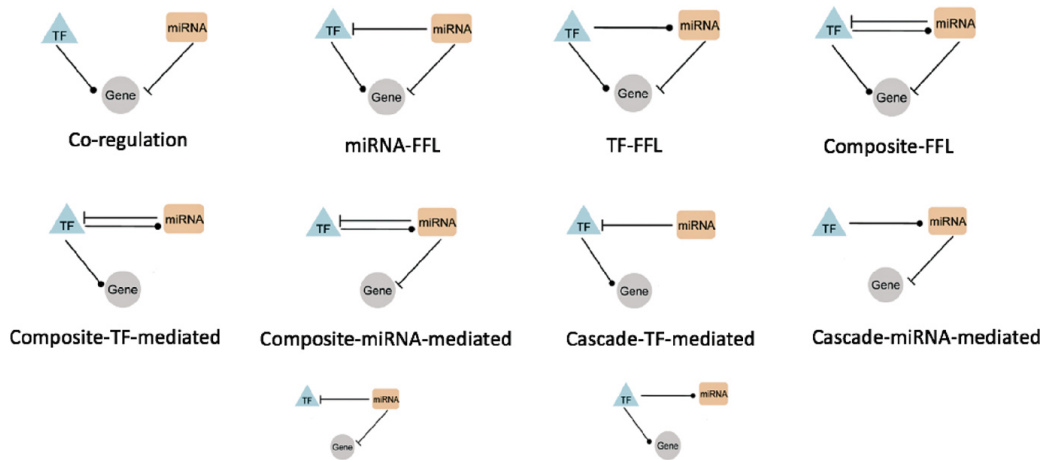 TF miRNA TF miRNA TF miRNA TF miRNA
Gene Gene Gene Gene
Co-regulation miRNA-FFL TF-FFL Composite-FFL
TF miRNA TF miRNA TF miRNA TF miRNA
Gene Gene Gene Gene
Composite-TF-mediated Composite-miRNA-mediated Cascade-TF-mediated Cascade-miRNA-mediated
TF miRNA TF miRNA
Gene Gene